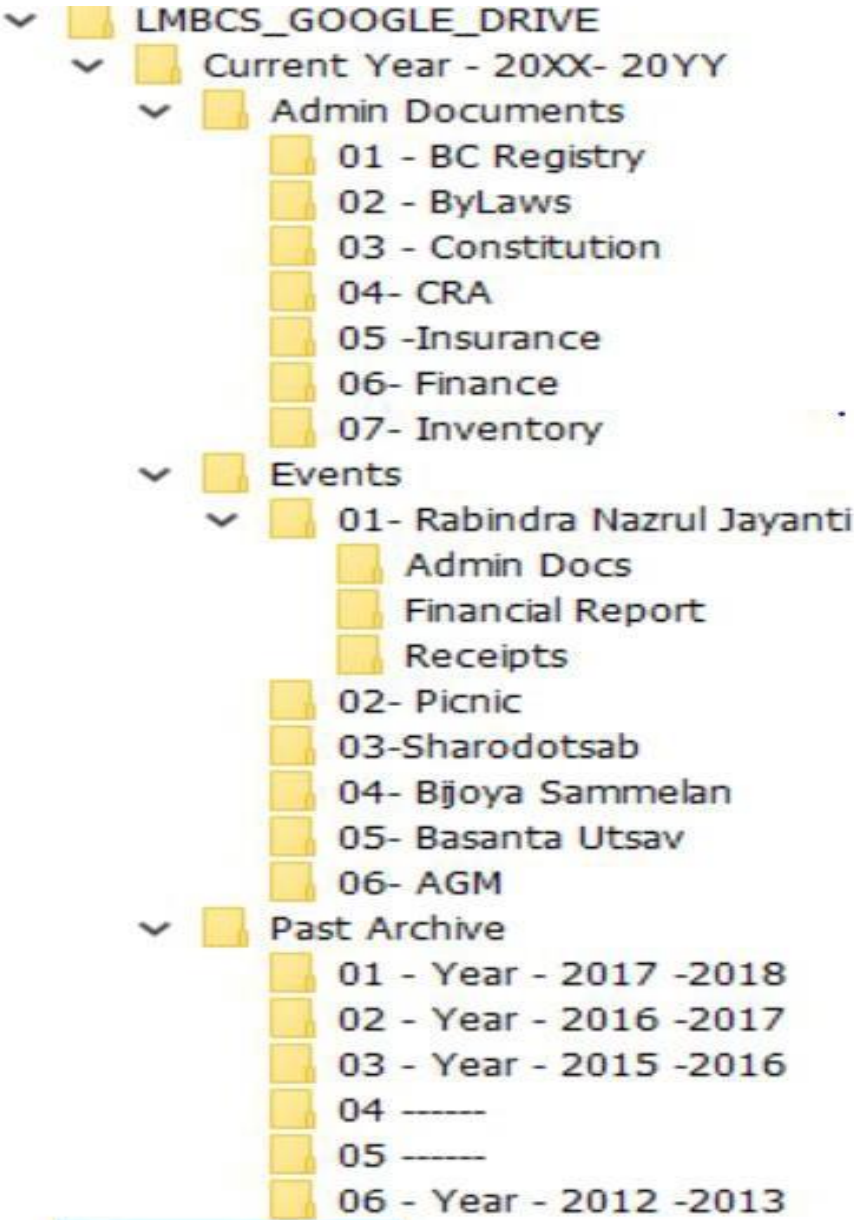 LMBCS_GOOGLE_DRIVE
Current Year - 20XX- 20YY
Admin Documents
01 - BC Registry
02 - ByLaws
03 - Constitution
04- CRA
05 -Insurance
06- Finance
07- Inventory
Events
01- Rabindra Nazrul Jayanti
Admin Docs
Financial Report
Receipts
02- Picnic
03-Sharodotsab
04- Bijoya Sammelan
05- Basanta Utsav
06- AGM
Past Archive
01 - Year - 2017 -2018
02 - Year - 2016 -2017
03 - Year - 2015 -2016
04 ------
05 ------
06 - Year - 2012 -2013